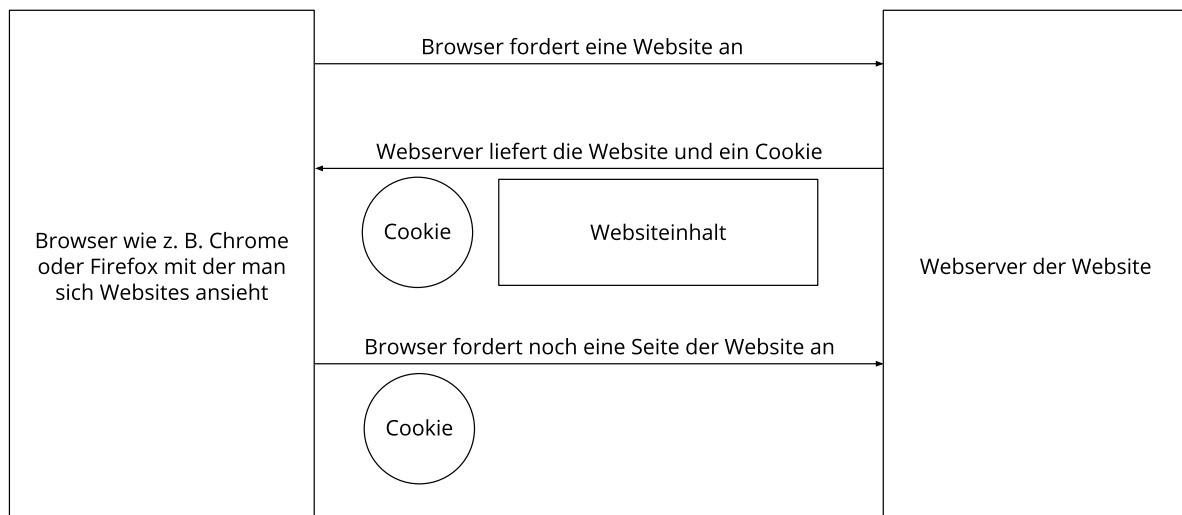 Browser fordert eine Website an
Webserver liefert die Website und ein Cookie
Cookie
Websiteinhalt
Browser wie z. B. Chrome
oder Firefox mit der man
sich Websites ansieht
Webserver der Website
Browser fordert noch eine Seite der Website an
Cookie